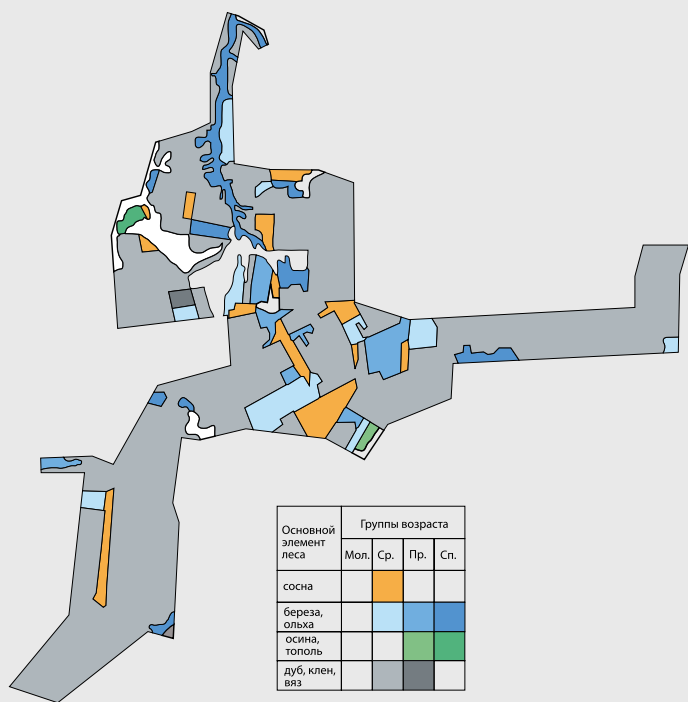 Основной
элемент
леса
Группы возраста
Мол. Ср. Пр. Сп.
сосна
береза,
ольха
осина,
тополь
дуб, клен,
вяз